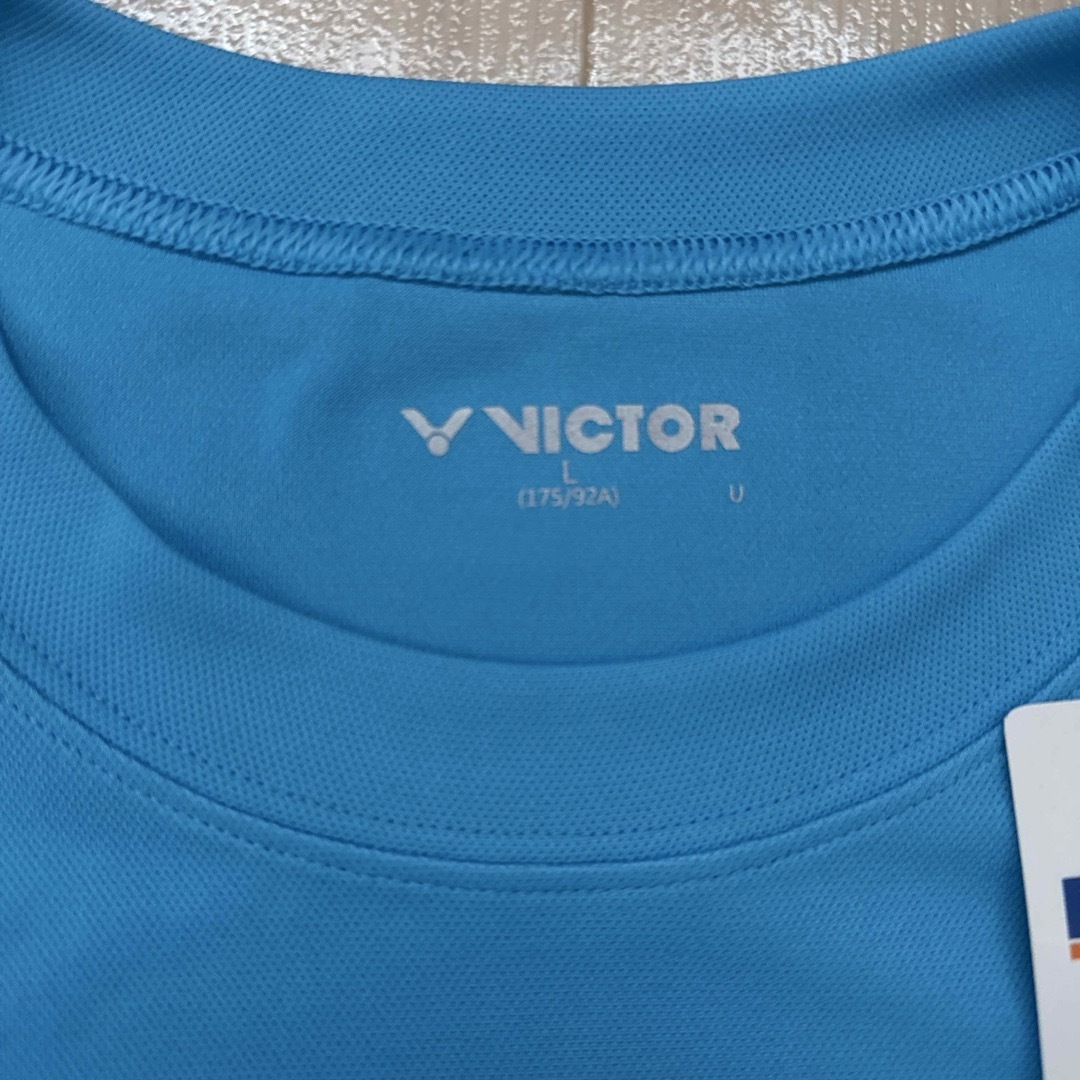 VICTOR
L
(175/92A) U